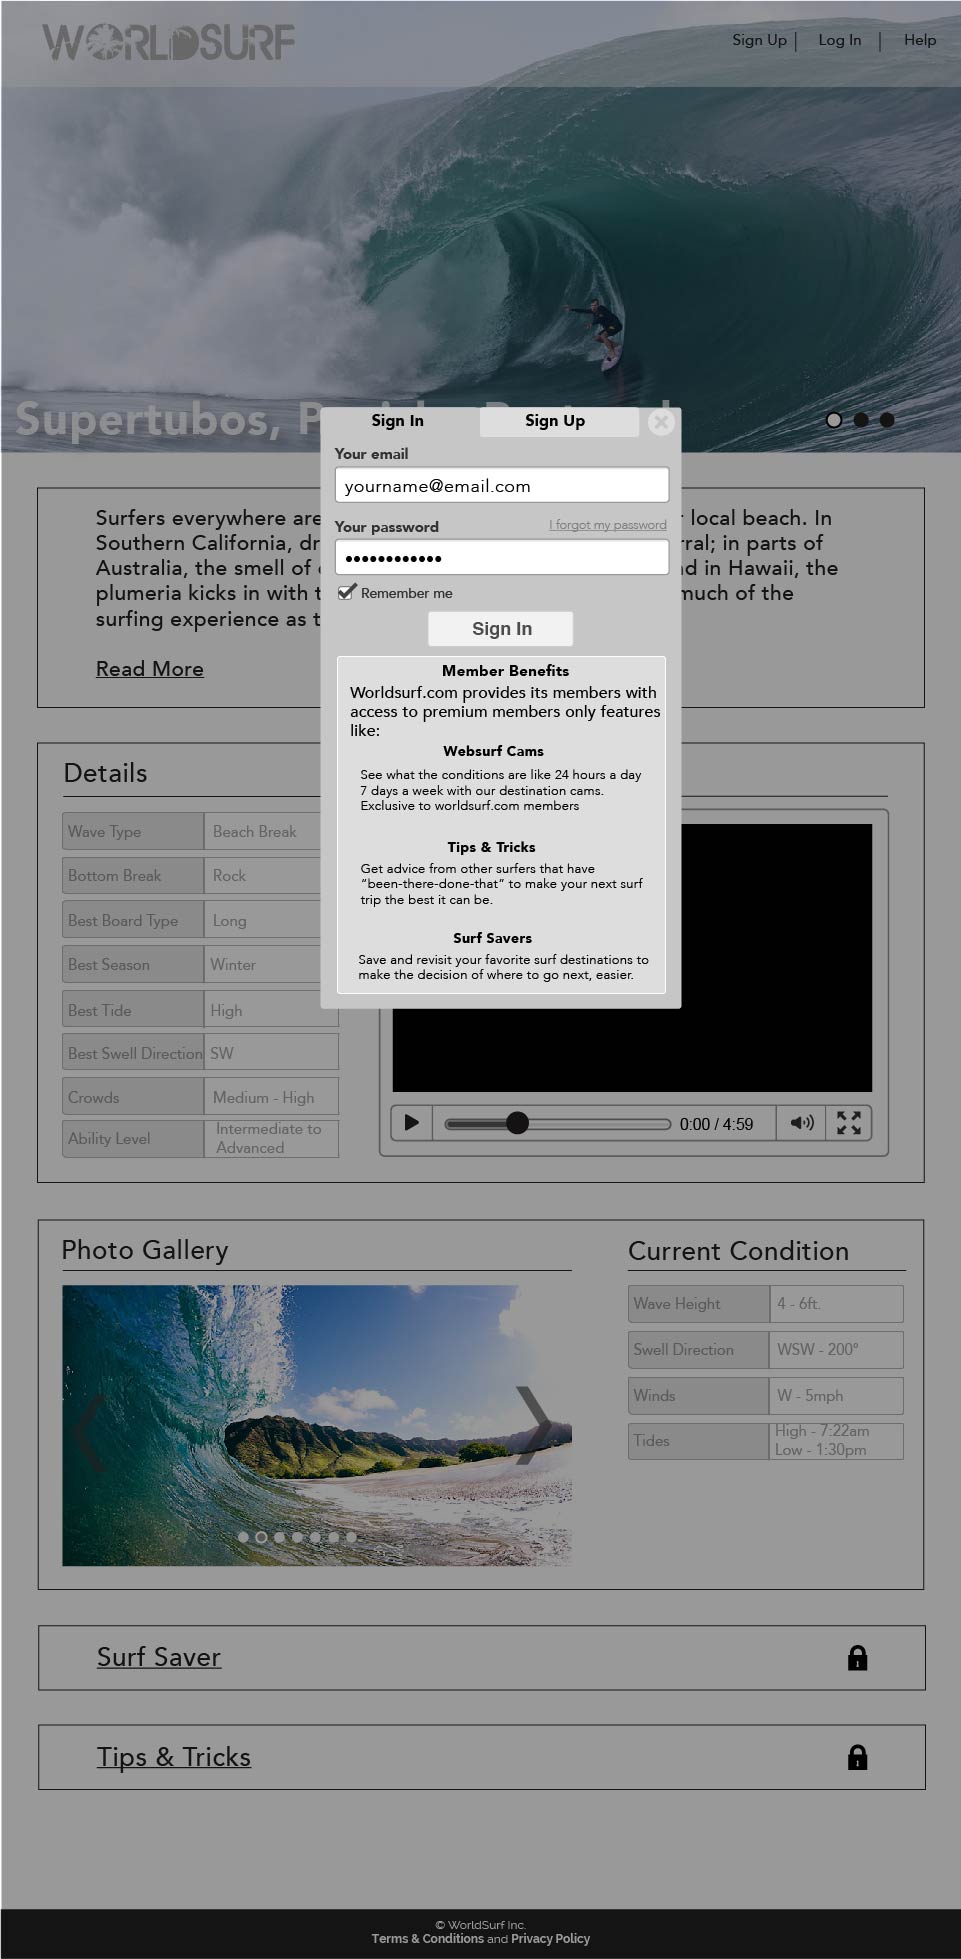 WORLDSURF
Sign Up | Log In | Help
Supertubos,
Sign In
Sign Up
Your email
yourname@email.com
Your password
I forgot my password
Remember me
Sign In
Member Benefits
Worldsurf.com provides its members with
access to premium members only features
like:
Websurf Cams
See what the conditions are like 24 hours a day
7 days a week with our destination cams.
Exclusive to worldsurf.com members
Tips & Tricks
Get advice from other surfers that have
“been-there-done-that” to make your next surf
trip the best it can be.
Surf Savers
Save and revisit your favorite surf destinations to
make the decision of where to go next, easier.
Surfers everywhere are local beach. In
Southern California, in parts of
Australia, the smell of in Hawaii, the
plumeria kicks in with much of the
surfing experience as
Read More
Details
Wave Type Beach Break
Bottom Break Rock
Best Board Type Long
Best Season Winter
Best Tide High
Best Swell Direction SW
Crowds Medium - High
Ability Level Intermediate to
Advanced
0:00 / 4:59
Photo Gallery
Current Condition
Wave Height 4 - 6ft.
Swell Direction WSW - 200°
Winds W - 5mph
Tides High - 7:22am
Low - 1:30pm
Surf Saver
Tips & Tricks
© WorldSurf Inc.
Terms & Conditions and Privacy Policy